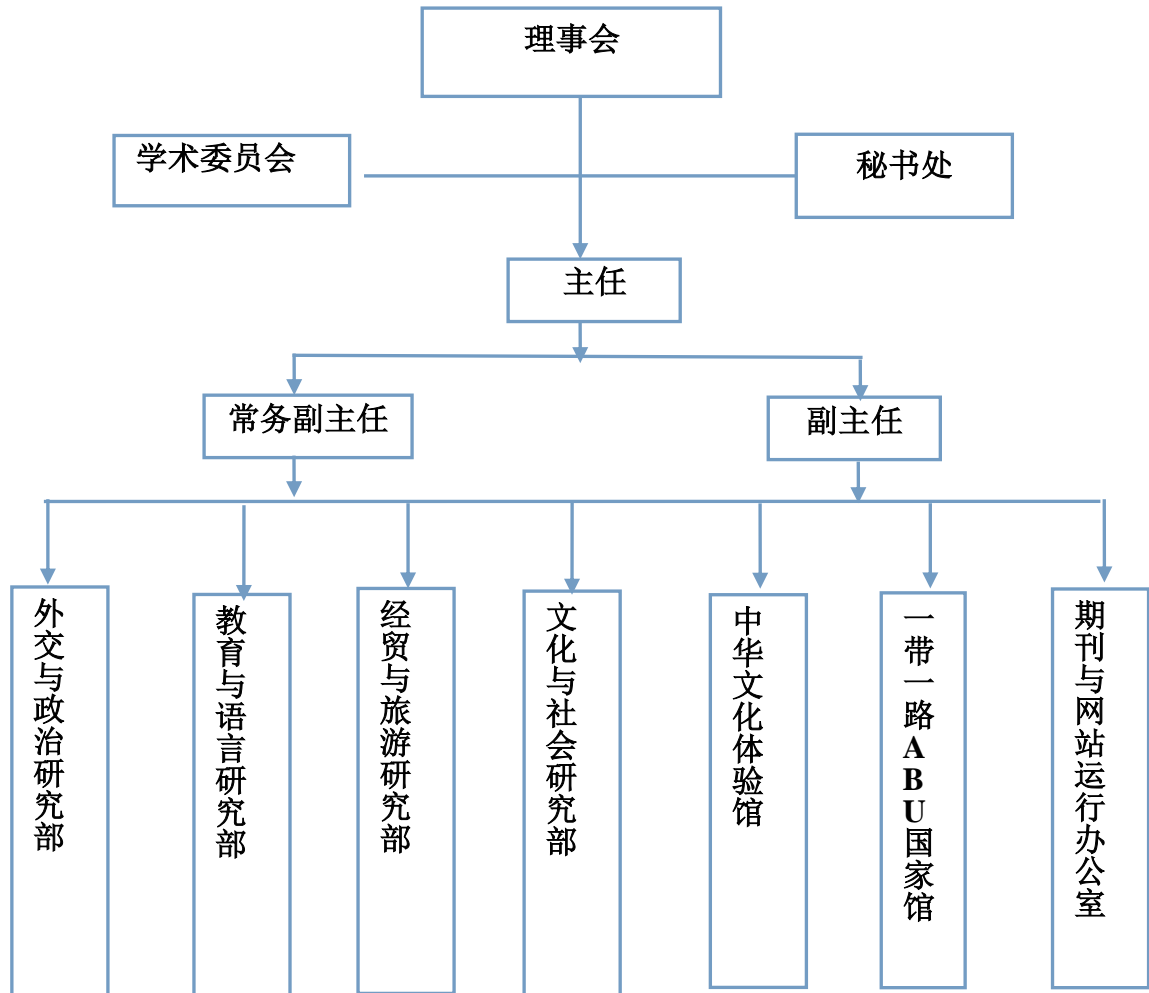 理事会
学术委员会
秘书处
主任
常务副主任
副主任
外交与政治研究部
教育与语言研究部
经贸与旅游研究部
文化与社会研究部
中华文化体验馆
一带一路ABU国家馆
期刊与网站运行办公室